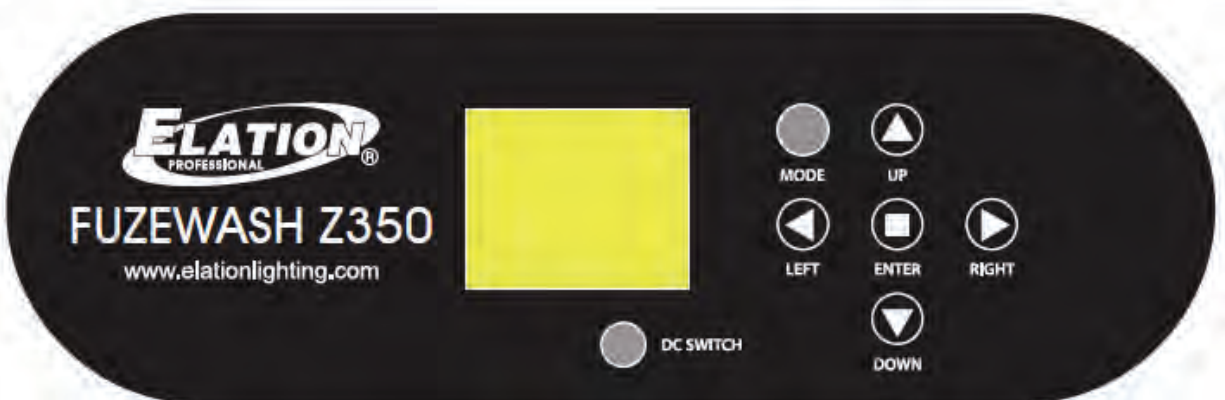 ELATION
PROFESSIONAL ®
FUZEWASH Z350
www.elationlighting.com
MODE
UP
LEFT
ENTER
RIGHT
DC SWITCH
DOWN